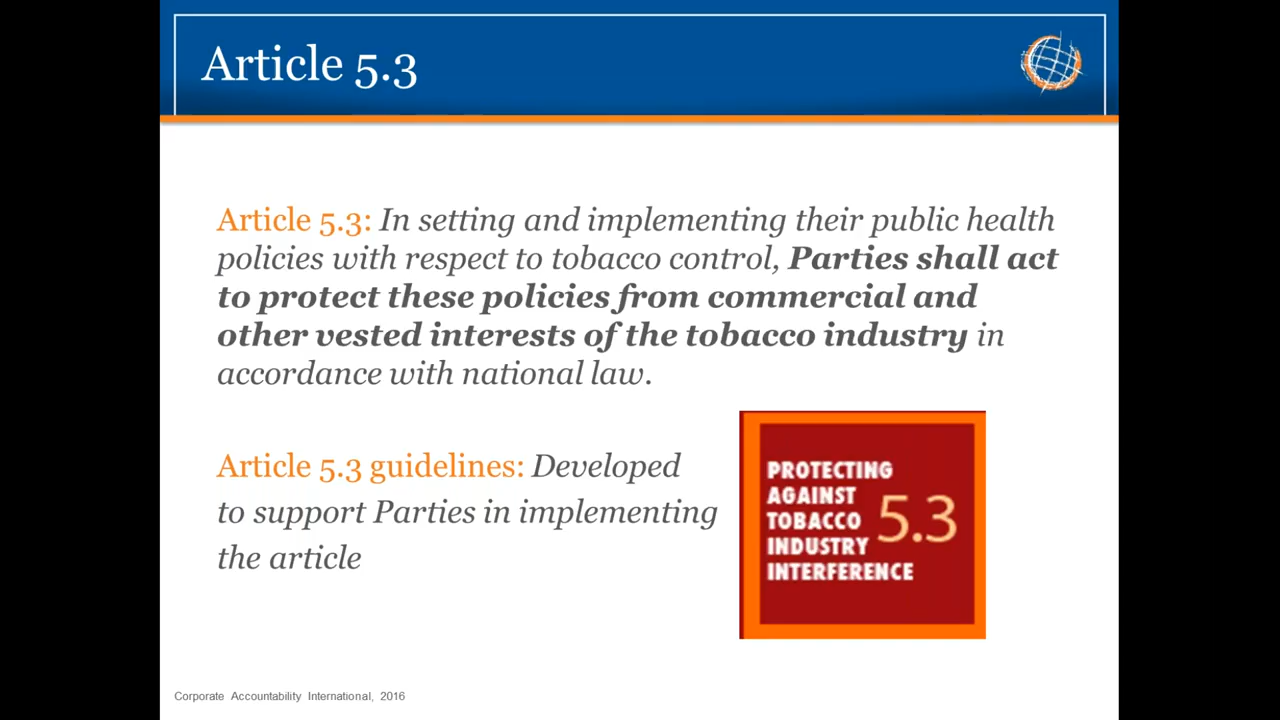 Article 5.3
Article 5.3: In setting and implementing their public health
policies with respect to tobacco control, Parties shall act
to protect these policies from commercial and
other vested interests of the tobacco industry in
accordance with national law.
Article 5.3 guidelines: Developed
to support Parties in implementing
the article
PROTECTING
AGAINST
TOBACCO
INDUSTRY
INTERFERENCE
5.3
Corporate Accountability International, 2016